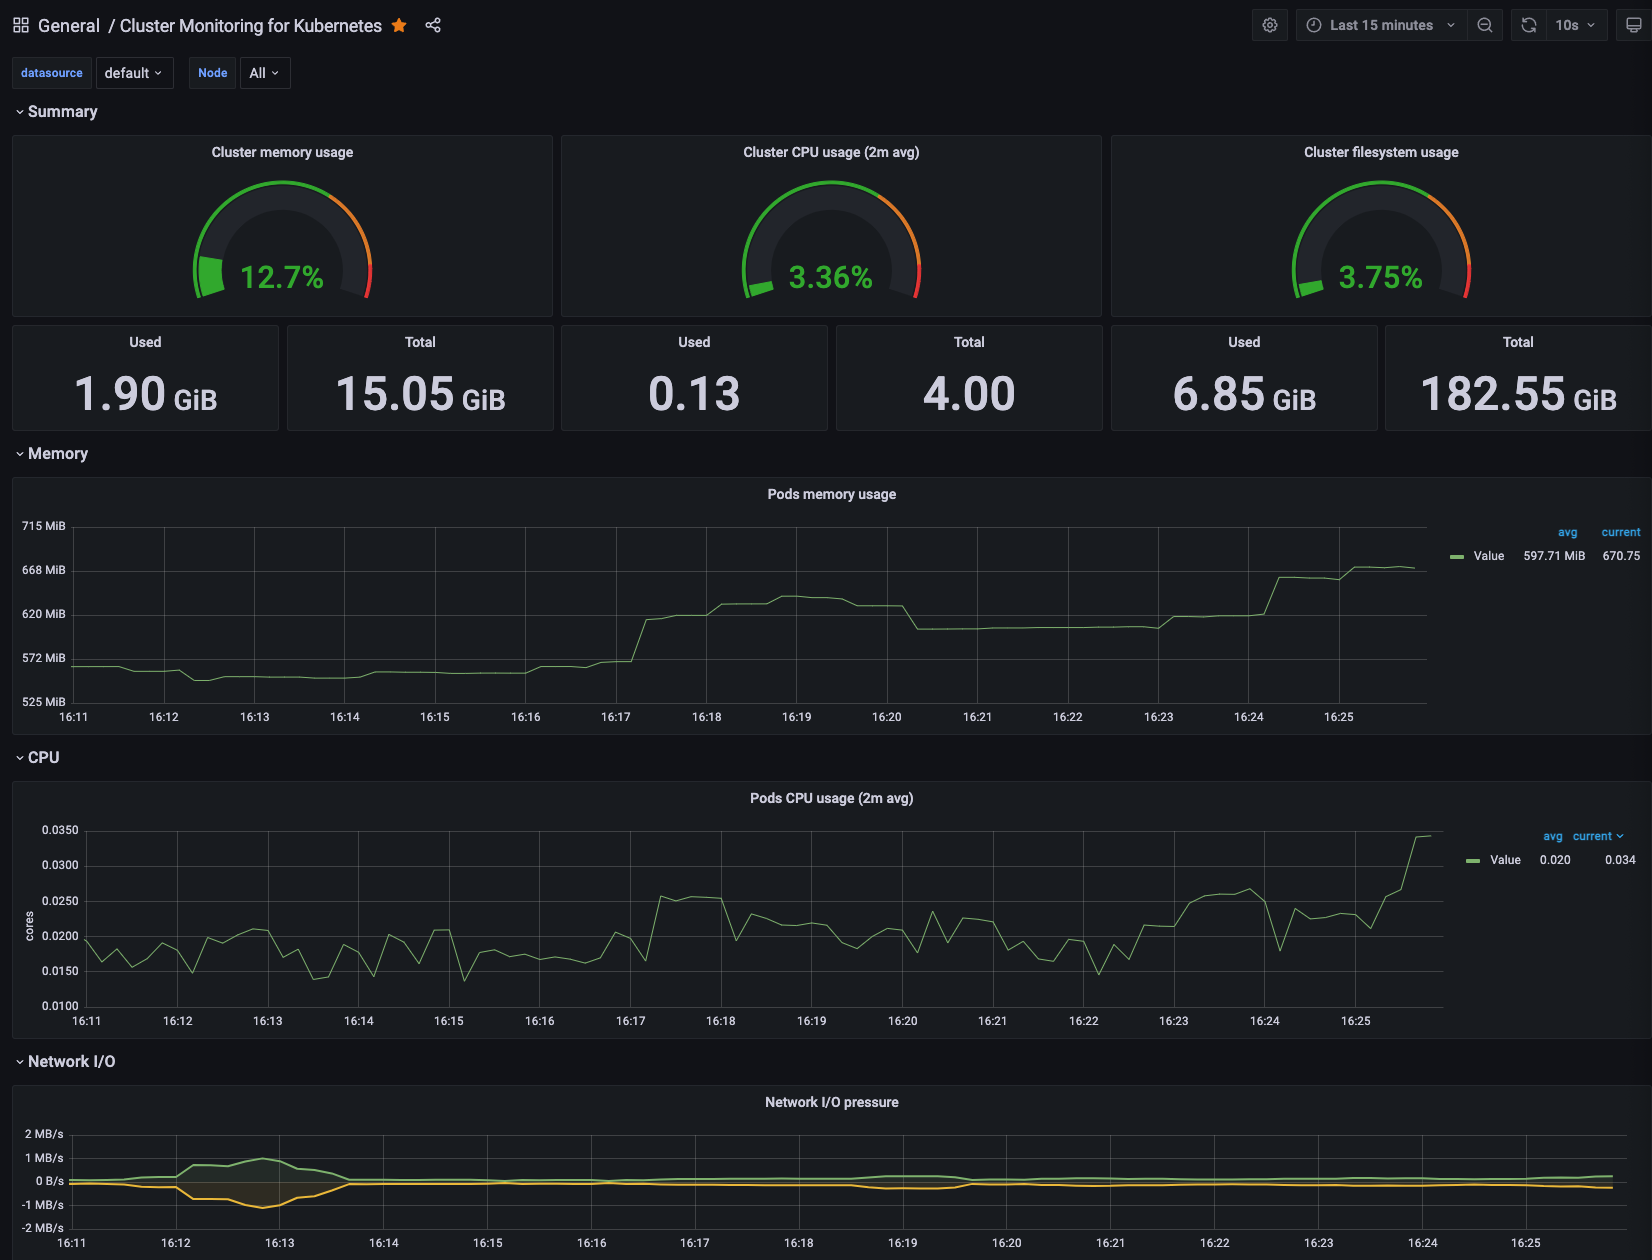 General / Cluster Monitoring for Kubernetes
Last 15 minutes
10s
datasource default Node All
Summary
Cluster memory usage
12.7%
Cluster CPU usage (2m avg)
3.36%
Cluster filesystem usage
3.75%
Used
1.90 GiB
Total
15.05 GiB
Used
0.13
Total
4.00
Used
6.85 GiB
Total
182.55 GiB
Memory
Pods memory usage
715 MiB
668 MiB
620 MiB
572 MiB
525 MiB
16:11 16:12 16:13 16:14 16:15 16:16 16:17 16:18 16:19 16:20 16:21 16:22 16:23 16:24 16:25
avg current
Value 597.71 MiB 670.75
CPU
Pods CPU usage (2m avg)
cores
0.0350
0.0300
0.0250
0.0200
0.0150
0.0100
16:11 16:12 16:13 16:14 16:15 16:16 16:17 16:18 16:19 16:20 16:21 16:22 16:23 16:24 16:25
avg current
Value 0.020 0.034
Network I/O
Network I/O pressure
2 MB/s
1 MB/s
0 B/s
-1 MB/s
-2 MB/s
16:11 16:12 16:13 16:14 16:15 16:16 16:17 16:18 16:19 16:20 16:21 16:22 16:23 16:24 16:25